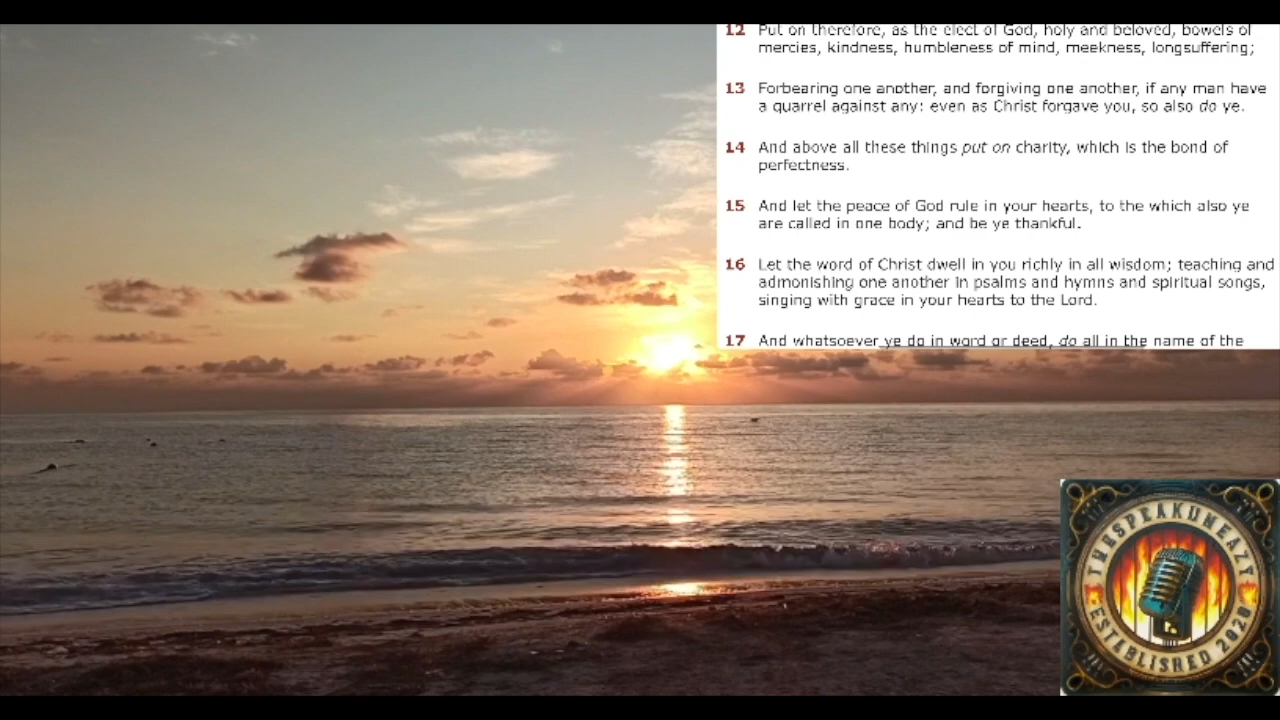 12 Put on therefore, as the elect of God, holy and beloved, bowels of
mercies, kindness, humbleness of mind, meekness, longsuffering;
13 Forbearing one another, and forgiving one another, if any man have
a quarrel against any: even as Christ forgave you, so also do ye.
14 And above all these things put on charity, which is the bond of
perfectness.
15 And let the peace of God rule in your hearts, to the which also ye
are called in one body; and be ye thankful.
16 Let the word of Christ dwell in you richly in all wisdom; teaching and
admonishing one another in psalms and hymns and spiritual songs,
singing with grace in your hearts to the Lord.
17 And whatsoever ye do in word or deed, do all in the name of the
THESPEAKUNEAZY
ESTABLISHED 2020